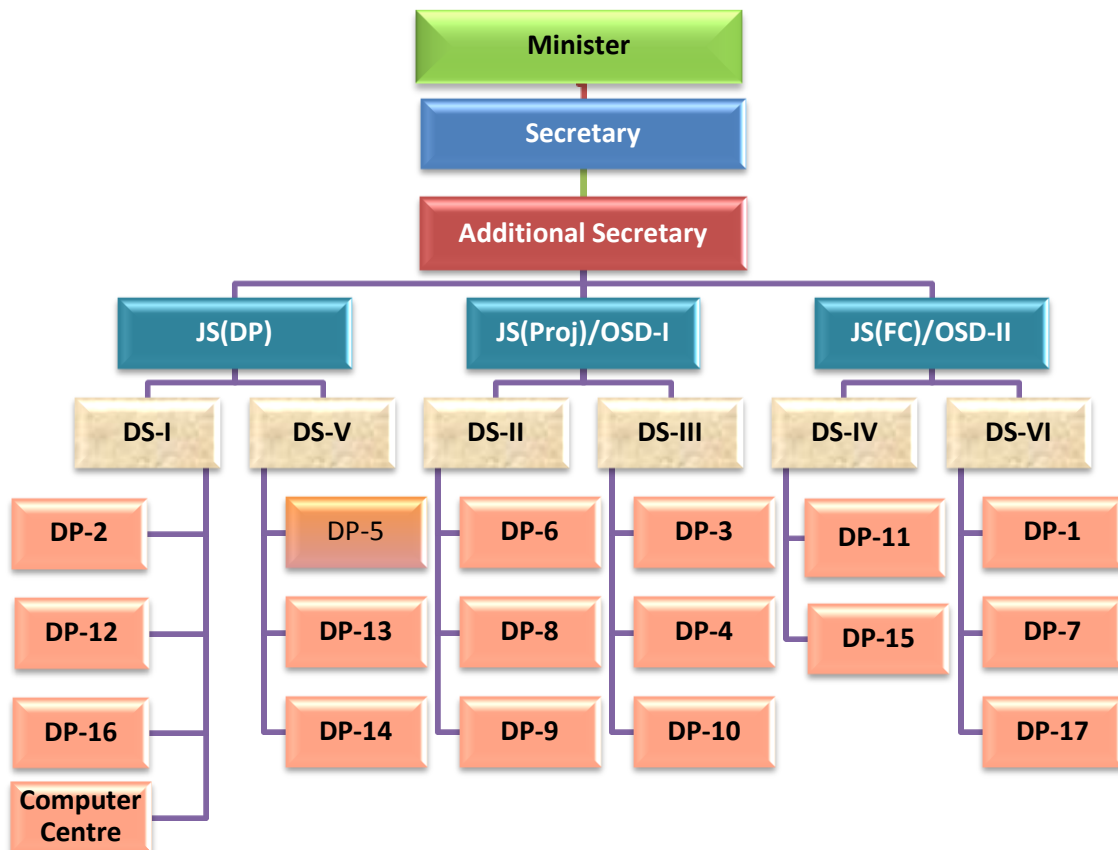 Minister
Secretary
Additional Secretary
JS(DP)
JS(Proj)/OSD-I
JS(FC)/OSD-II
DS-I
DS-V
DS-II
DS-III
DS-IV
DS-VI
DP-2
DP-5
DP-6
DP-3
DP-11
DP-1
DP-12
DP-13
DP-8
DP-4
DP-15
DP-7
DP-16
DP-14
DP-9
DP-10
DP-17
Computer
Centre